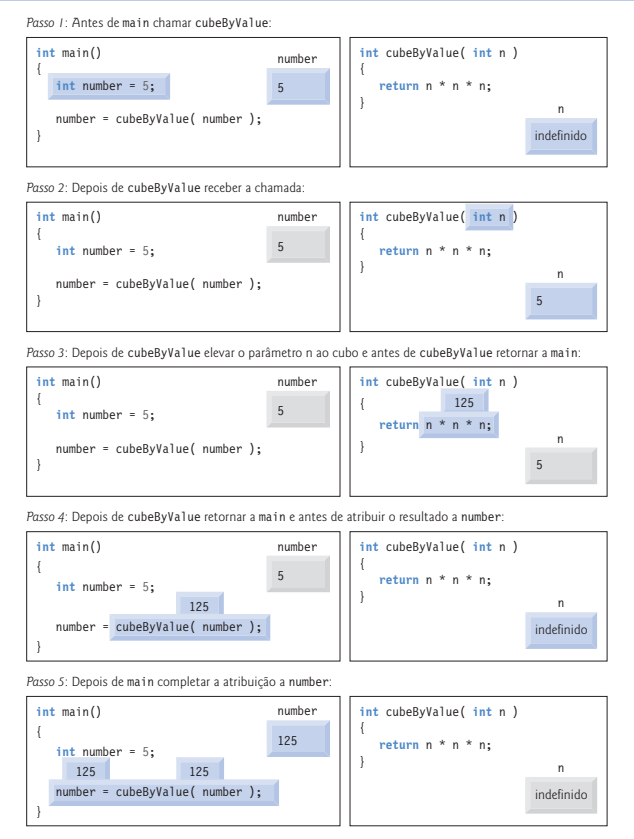 Passo 1: Antes de main chamar cubeByValue:
int main()
{
int number = 5;
number = cubeByValue( number );
}
number
5
int cubeByValue( int n )
{
return n * n * n;
}
n
indefinido
Passo 2: Depois de cubeByValue receber a chamada:
int main()
{
int number = 5;
number = cubeByValue( number );
}
number
5
int cubeByValue( int n )
{
return n * n * n;
}
n
5
Passo 3: Depois de cubeByValue elevar o parâmetro n ao cubo e antes de cubeByValue retornar a main:
int main()
{
int number = 5;
number = cubeByValue( number );
}
number
5
int cubeByValue( int n )
{
125
return n * n * n;
}
n
5
Passo 4: Depois de cubeByValue retornar a main e antes de atribuir o resultado a number:
int main()
{
int number = 5;
125
number = cubeByValue( number );
}
number
5
int cubeByValue( int n )
{
return n * n * n;
}
n
indefinido
Passo 5: Depois de main completar a atribuição a number:
int main()
{
int number = 5;
125 125
number = cubeByValue( number );
}
number
125
int cubeByValue( int n )
{
return n * n * n;
}
n
indefinido